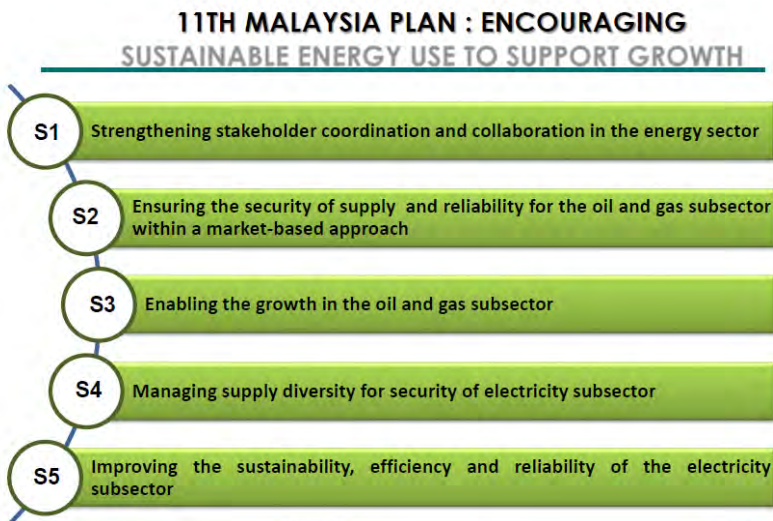 11TH MALAYSIA PLAN : ENCOURAGING
SUSTAINABLE ENERGY USE TO SUPPORT GROWTH
S1 Strengthening stakeholder coordination and collaboration in the energy sector
S2 Ensuring the security of supply and reliability for the oil and gas subsector
within a market-based approach
S3 Enabling the growth in the oil and gas subsector
S4 Managing supply diversity for security of electricity subsector
S5 Improving the sustainability, efficiency and reliability of the electricity
subsector